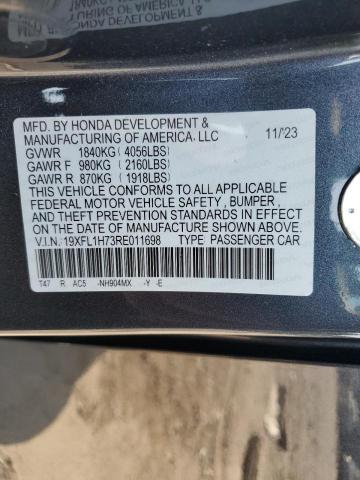 MFD. BY HONDA DEVELOPMENT &
MANUFACTURING OF AMERICA, LLC 11/'23
GVWR 1840KG(4056LBS)
GAWR F 980KG(2160LBS)
GAWR R 870KG(1918LBS)
THIS VEHICLE CONFORMS TO ALL APPLICABLE
FEDERAL MOTOR VEHICLE SAFETY, BUMPER,
AND THEFT PREVENTION STANDARDS IN EFFECT
ON THE DATE OF MANUFACTURE SHOWN ABOVE.
V.I.N.:19XFL1H73RE011698 TYPE: PASSENGER CAR
T47 R AC5 -NH904MX -Y -E